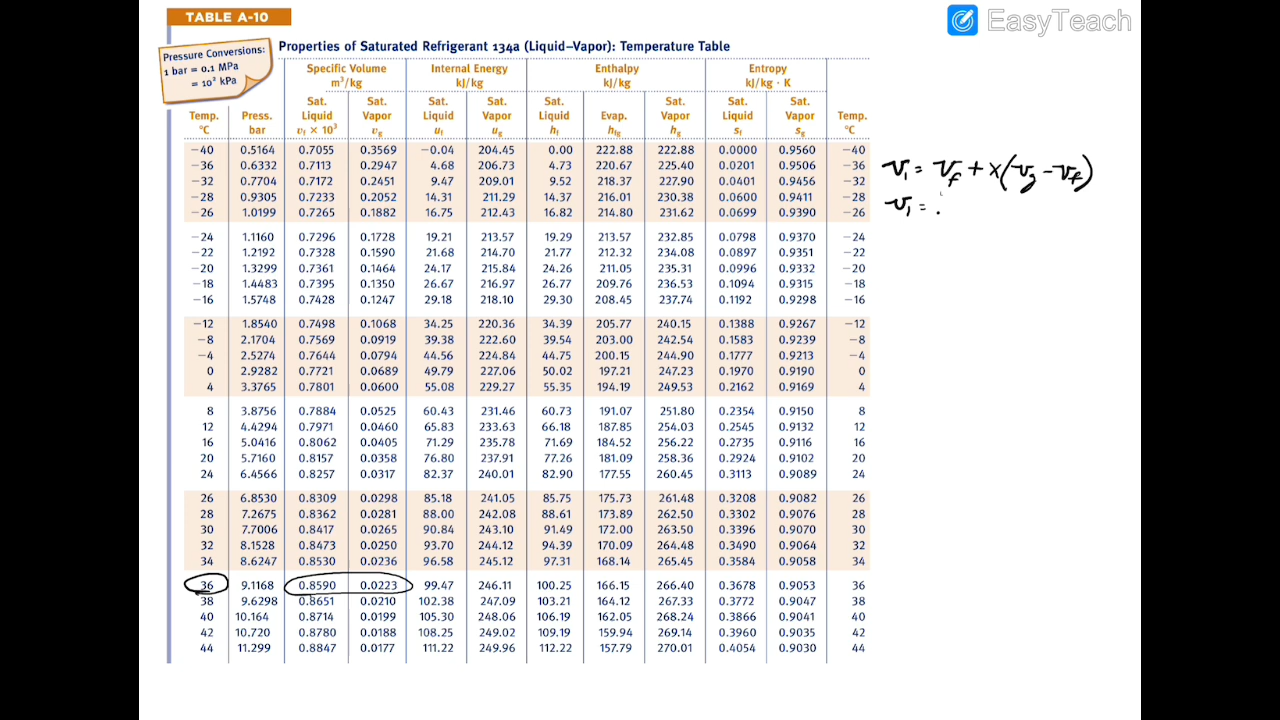 TABLE A-10
EasyTeach
Pressure Conversions:
1 bar = 0.1 MPa
= 10² kPa
Properties of Saturated Refrigerant 134a (Liquid–Vapor): Temperature Table
Specific Volume Internal Energy Enthalpy Entropy
m³/kg kJ/kg kJ/kg kJ/kg · K
Sat. Sat. Sat. Sat. Sat. Sat. Sat. Sat.
Temp. Press. Liquid Vapor Liquid Vapor Liquid Evap. Vapor Liquid Vapor Temp.
°C bar vf × 10³ vg uf ug hf hfg hg sf sg °C
−40 0.5164 0.7055 0.3569 −0.04 204.45 0.00 222.88 222.88 0.0000 0.9560 −40
−36 0.6332 0.7113 0.2947 4.68 206.73 4.73 220.67 225.40 0.0201 0.9506 −36
−32 0.7704 0.7172 0.2451 9.47 209.01 9.52 218.37 227.90 0.0401 0.9456 −32
−28 0.9305 0.7233 0.2052 14.31 211.29 14.37 216.01 230.38 0.0600 0.9411 −28
−26 1.0199 0.7265 0.1882 16.75 212.43 16.82 214.80 231.62 0.0699 0.9390 −26
−24 1.1160 0.7296 0.1728 19.21 213.57 19.29 213.57 232.85 0.0798 0.9370 −24
−22 1.2192 0.7328 0.1590 21.68 214.70 21.77 212.32 234.08 0.0897 0.9351 −22
−20 1.3299 0.7361 0.1464 24.17 215.84 24.26 211.05 235.31 0.0996 0.9332 −20
−18 1.4483 0.7395 0.1350 26.67 216.97 26.77 209.76 236.53 0.1094 0.9315 −18
−16 1.5748 0.7428 0.1247 29.18 218.10 29.30 208.45 237.74 0.1192 0.9298 −16
−12 1.8540 0.7498 0.1068 34.25 220.36 34.39 205.77 240.15 0.1388 0.9267 −12
−8 2.1704 0.7569 0.0919 39.38 222.60 39.54 203.00 242.54 0.1583 0.9239 −8
−4 2.5274 0.7644 0.0794 44.56 224.84 44.75 200.15 244.90 0.1777 0.9213 −4
0 2.9282 0.7721 0.0689 49.79 227.06 50.02 197.21 247.23 0.1970 0.9190 0
4 3.3765 0.7801 0.0600 55.08 229.27 55.35 194.19 249.53 0.2162 0.9169 4
8 3.8756 0.7884 0.0525 60.43 231.46 60.73 191.07 251.80 0.2354 0.9150 8
12 4.4294 0.7971 0.0460 65.83 233.63 66.18 187.85 254.03 0.2545 0.9132 12
16 5.0416 0.8062 0.0405 71.29 235.78 71.69 184.52 256.22 0.2735 0.9116 16
20 5.7160 0.8157 0.0358 76.80 237.91 77.26 181.09 258.36 0.2924 0.9102 20
24 6.4566 0.8257 0.0317 82.37 240.01 82.90 177.55 260.45 0.3113 0.9089 24
26 6.8530 0.8309 0.0298 85.18 241.05 85.75 175.73 261.48 0.3208 0.9082 26
28 7.2675 0.8362 0.0281 88.00 242.08 88.61 173.89 262.50 0.3302 0.9076 28
30 7.7006 0.8417 0.0265 90.84 243.10 91.49 172.00 263.50 0.3396 0.9070 30
32 8.1528 0.8473 0.0250 93.70 244.12 94.39 170.09 264.48 0.3490 0.9064 32
34 8.6247 0.8530 0.0236 96.58 245.12 97.31 168.14 265.45 0.3584 0.9058 34
36 9.1168 0.8590 0.0223 99.47 246.11 100.25 166.15 266.40 0.3678 0.9053 36
38 9.6298 0.8651 0.0210 102.38 247.09 103.21 164.12 267.33 0.3772 0.9047 38
40 10.164 0.8714 0.0199 105.30 248.06 106.19 162.05 268.24 0.3866 0.9041 40
42 10.720 0.8780 0.0188 108.25 249.02 109.19 159.94 269.14 0.3960 0.9035 42
44 11.299 0.8847 0.0177 111.22 249.96 112.22 157.79 270.01 0.4054 0.9030 44
v₁ = vf + x(vg − vf)
v₁ = .